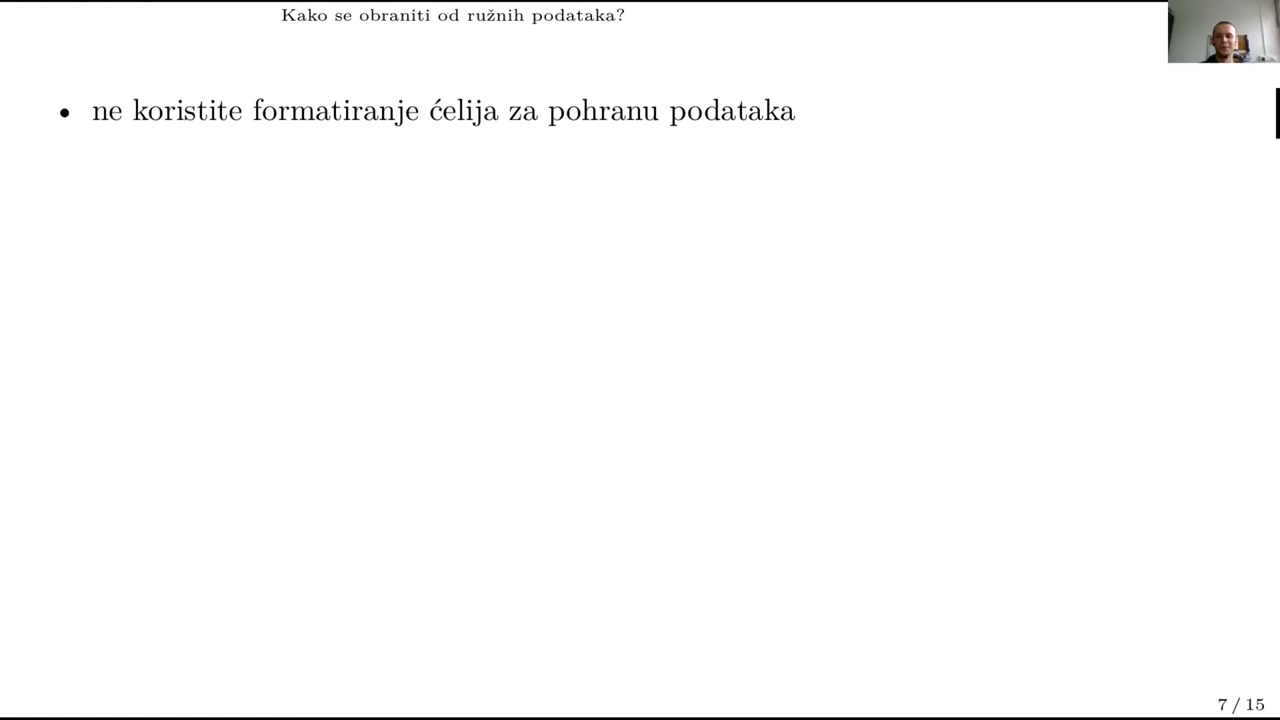 Kako se obraniti od ružnih podataka?
• ne koristite formatiranje ćelija za pohranu podataka
7 / 15